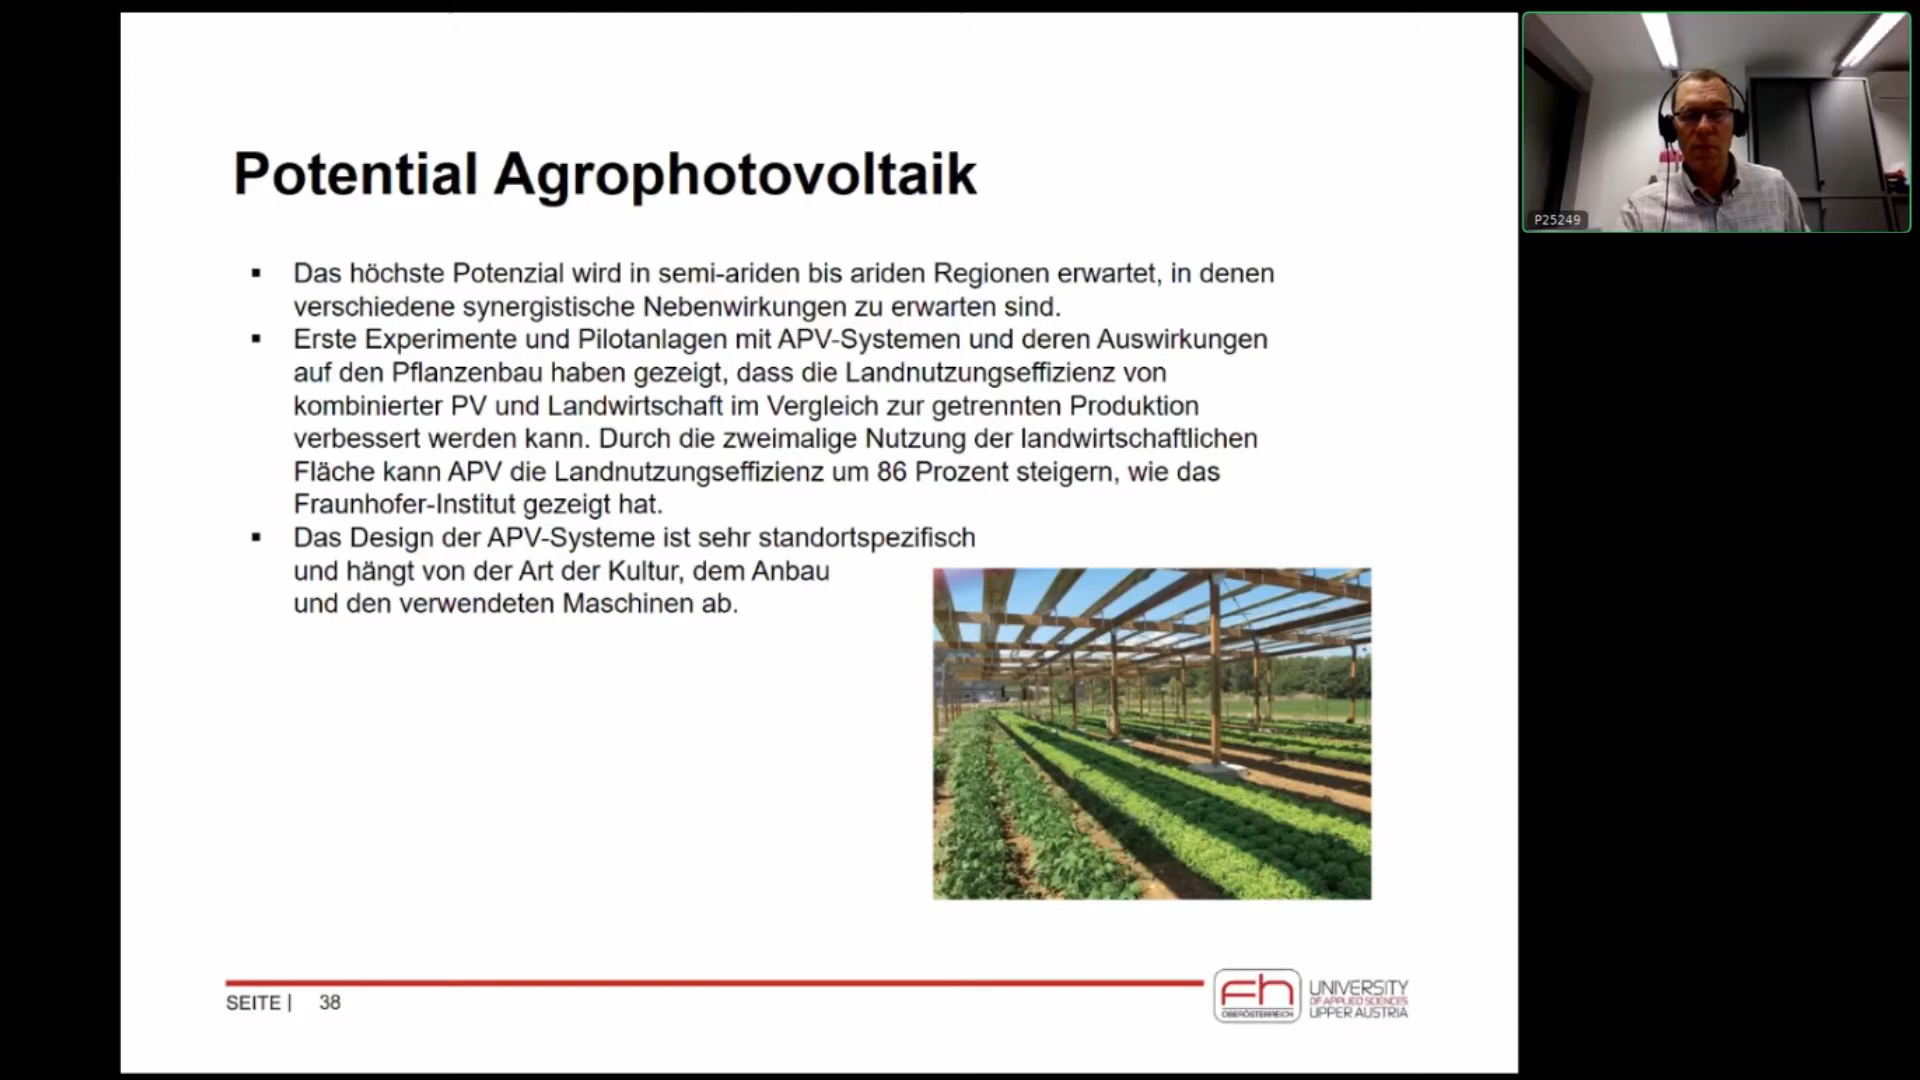 Potential Agrophotovoltaik
▪ Das höchste Potenzial wird in semi-ariden bis ariden Regionen erwartet, in denen
verschiedene synergistische Nebenwirkungen zu erwarten sind.
▪ Erste Experimente und Pilotanlagen mit APV-Systemen und deren Auswirkungen
auf den Pflanzenbau haben gezeigt, dass die Landnutzungseffizienz von
kombinierter PV und Landwirtschaft im Vergleich zur getrennten Produktion
verbessert werden kann. Durch die zweimalige Nutzung der landwirtschaftlichen
Fläche kann APV die Landnutzungseffizienz um 86 Prozent steigern, wie das
Fraunhofer-Institut gezeigt hat.
▪ Das Design der APV-Systeme ist sehr standortspezifisch
und hängt von der Art der Kultur, dem Anbau
und den verwendeten Maschinen ab.
SEITE | 38
fh
OBERÖSTERREICH
UNIVERSITY
OF APPLIED SCIENCES
UPPER AUSTRIA
P25249